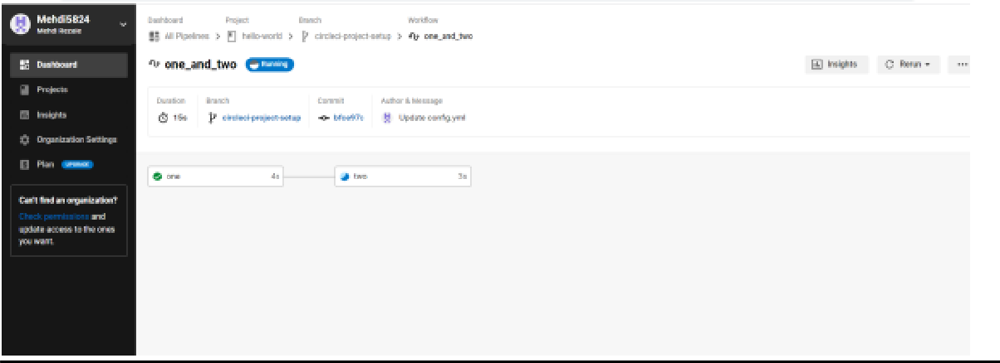 Mehdi5824
Mehdi Rezaie
Dashboard
Projects
Insights
Organization Settings
Plan UPGRADE
Can't find an organization?
Check permissions and
update access to the ones
you want.
Dashboard Project Branch Workflow
All Pipelines > hello-world > circleci-project-setup > one_and_two
one_and_two Running
Insights Rerun
Duration Branch Commit Author & Message
15s circleci-project-setup Update config.yml
one 4s two 3s